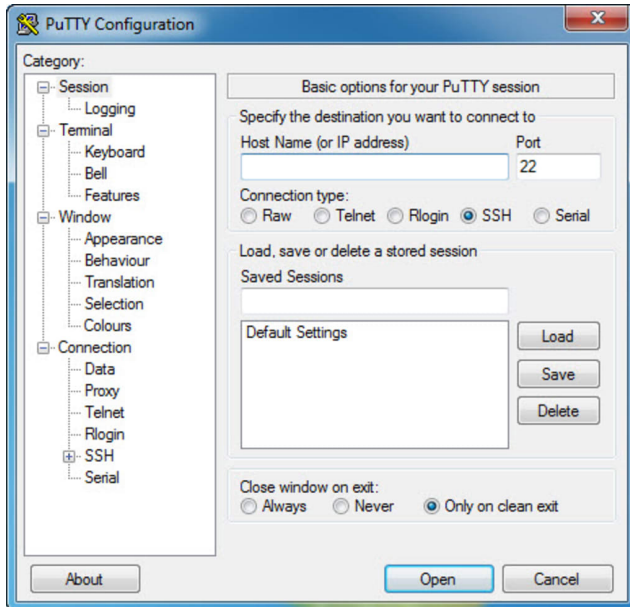 PuTTY Configuration
Category:
Session
Logging
Terminal
Keyboard
Bell
Features
Window
Appearance
Behaviour
Translation
Selection
Colours
Connection
Data
Proxy
Telnet
Rlogin
SSH
Serial
Basic options for your PuTTY session
Specify the destination you want to connect to
Host Name (or IP address) Port
22
Connection type:
Raw Telnet Rlogin SSH Serial
Load, save or delete a stored session
Saved Sessions
Default Settings
Load
Save
Delete
Close window on exit:
Always Never Only on clean exit
About Open Cancel